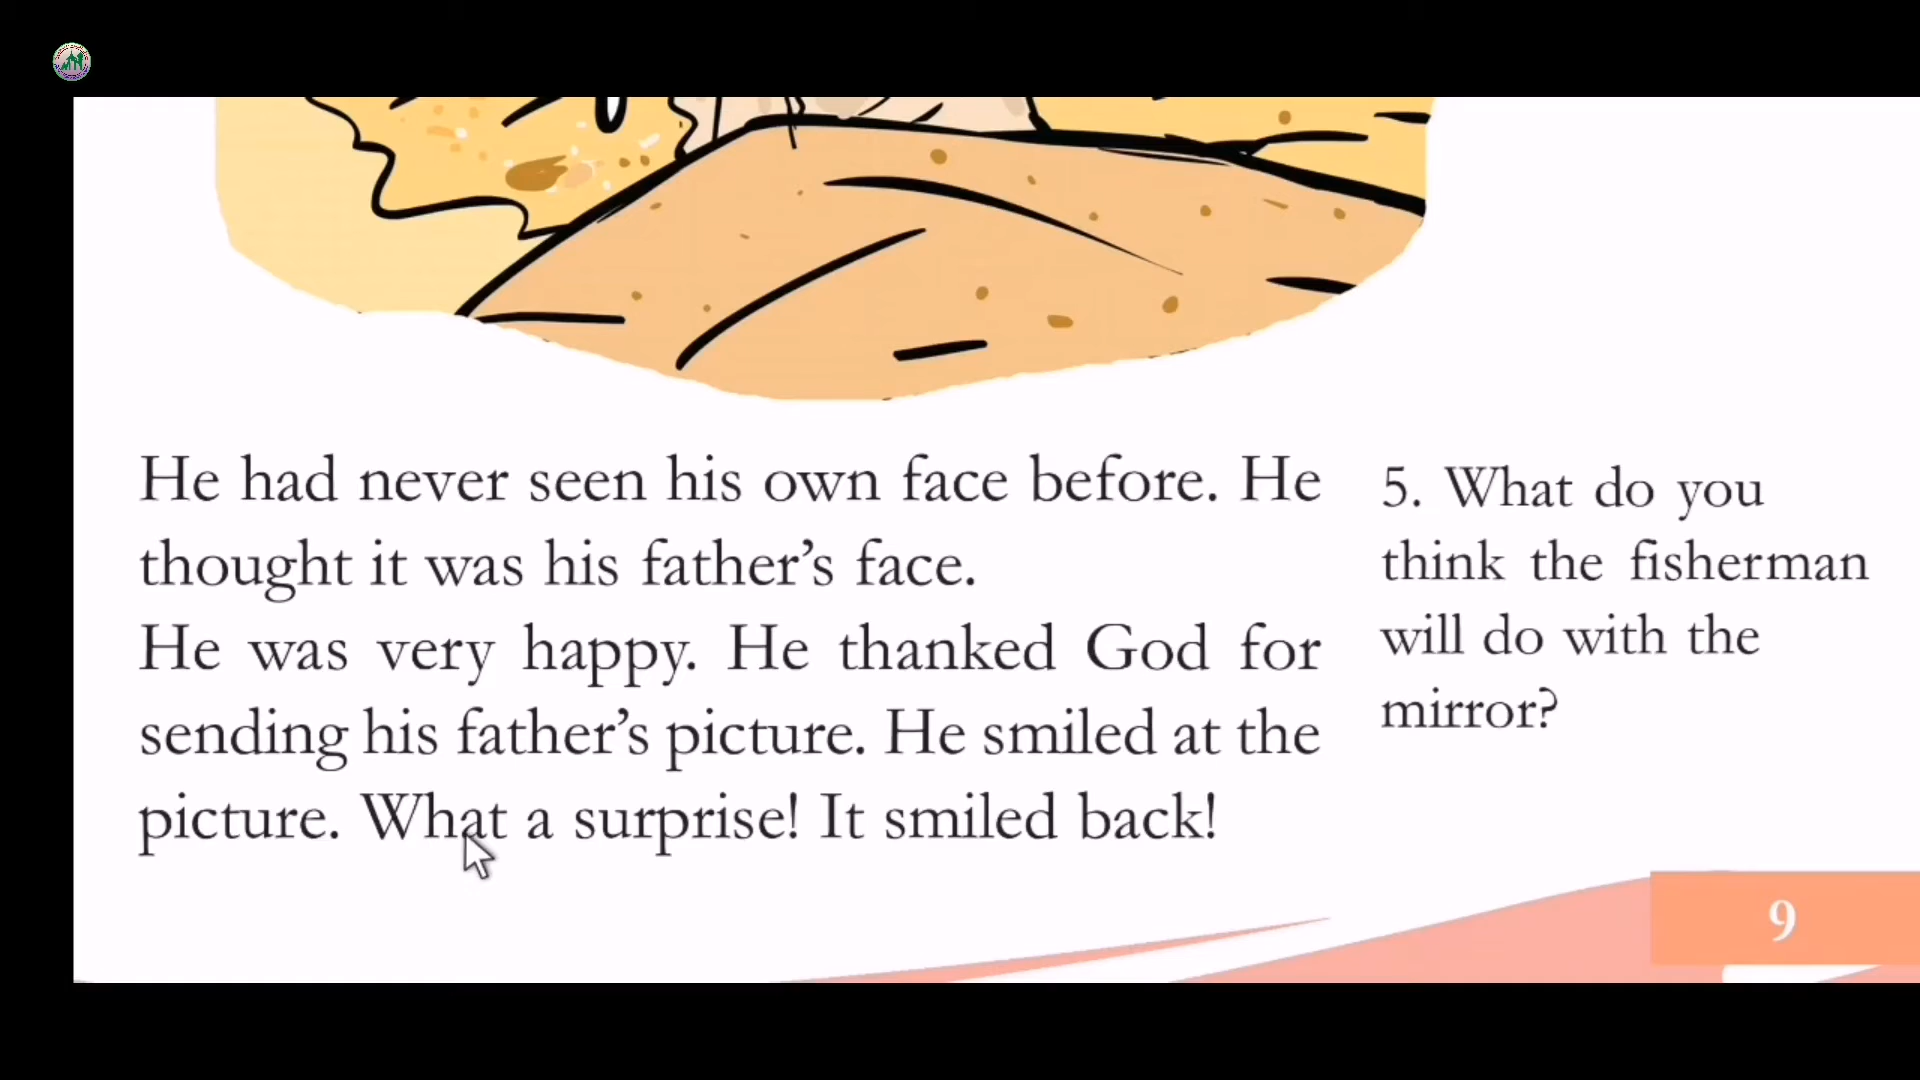 He had never seen his own face before. He
thought it was his father’s face.
He was very happy. He thanked God for
sending his father’s picture. He smiled at the
picture. What a surprise! It smiled back!
5. What do you
think the fisherman
will do with the
mirror?
9